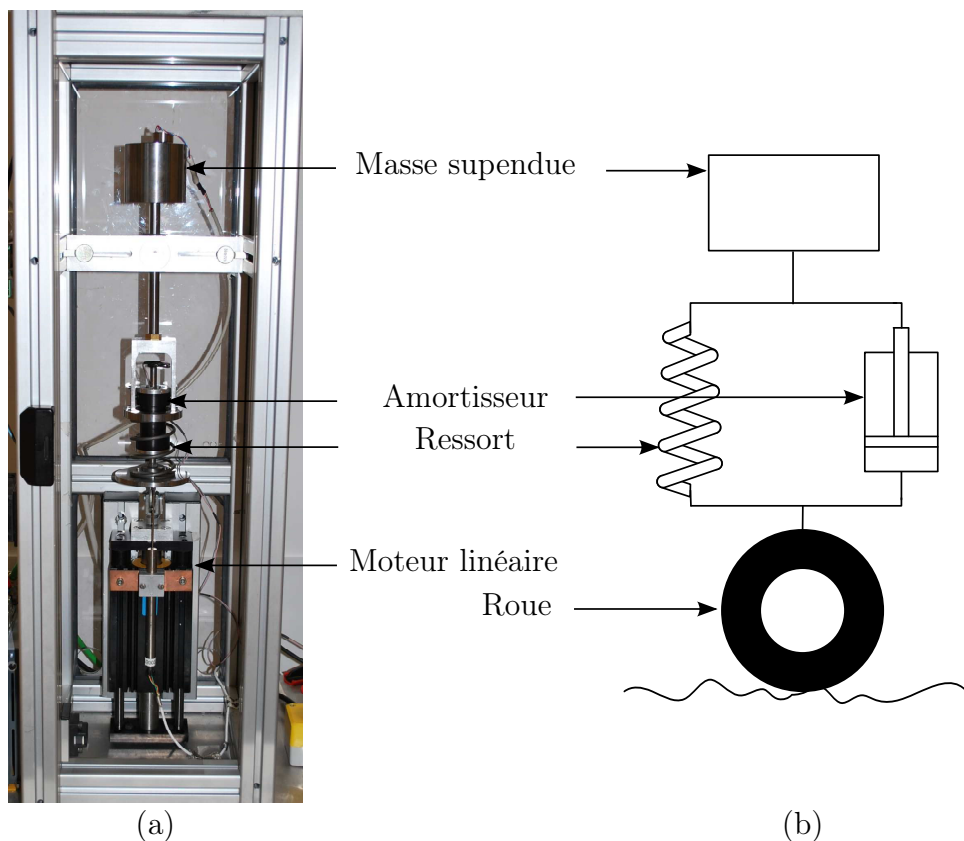 Masse supendue
Amortisseur
Ressort
Moteur linéaire
Roue
(a)
(b)